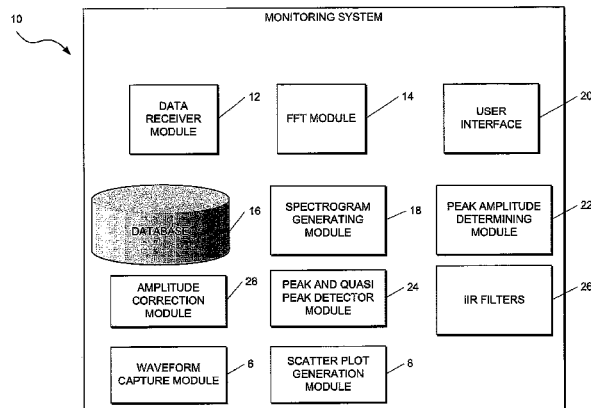 10
MONITORING SYSTEM
DATA
RECEIVER
MODULE
12
FFT MODULE
14
USER
INTERFACE
20
DATABASE
16
SPECTROGRAM
GENERATING
MODULE
18
PEAK AMPLITUDE
DETERMINING
MODULE
22
AMPLITUDE
CORRECTION
MODULE
28
PEAK AND QUASI
PEAK DETECTOR
MODULE
24
IIR FILTERS
26
WAVEFORM
CAPTURE MODULE
6
SCATTER PLOT
GENERATION
MODULE
8